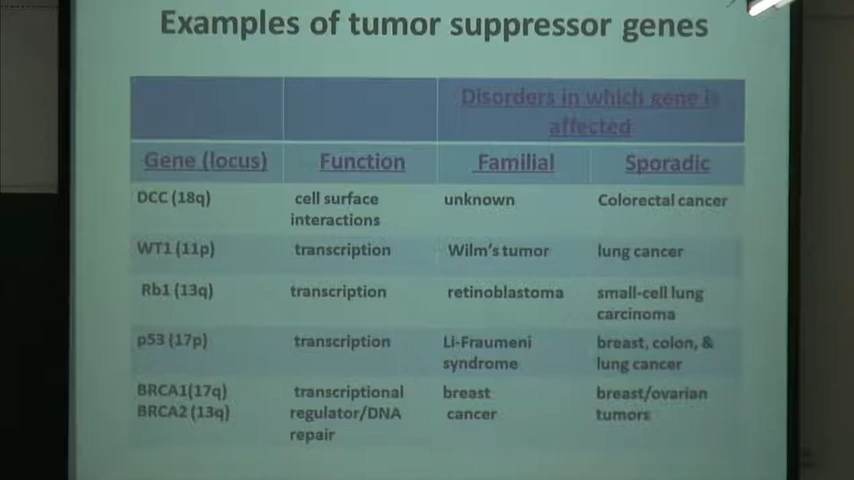 Examples of tumor suppressor genes
Disorders in which gene is
affected
Gene (locus) Function Familial Sporadic
DCC (18q) cell surface unknown Colorectal cancer
interactions
WT1 (11p) transcription Wilm's tumor lung cancer
Rb1 (13q) transcription retinoblastoma small-cell lung
carcinoma
p53 (17p) transcription Li-Fraumeni breast, colon, &
syndrome lung cancer
BRCA1(17q) transcriptional breast breast/ovarian
BRCA2 (13q) regulator/DNA cancer tumors
repair